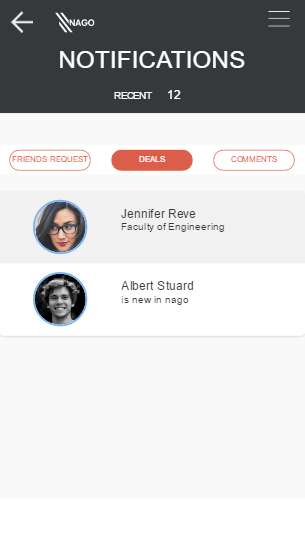 NAGO
NOTIFICATIONS
RECENT 12
FRIENDS REQUEST DEALS COMMENTS
Jennifer Reve
Faculty of Engineering
Albert Stuard
is new in nago